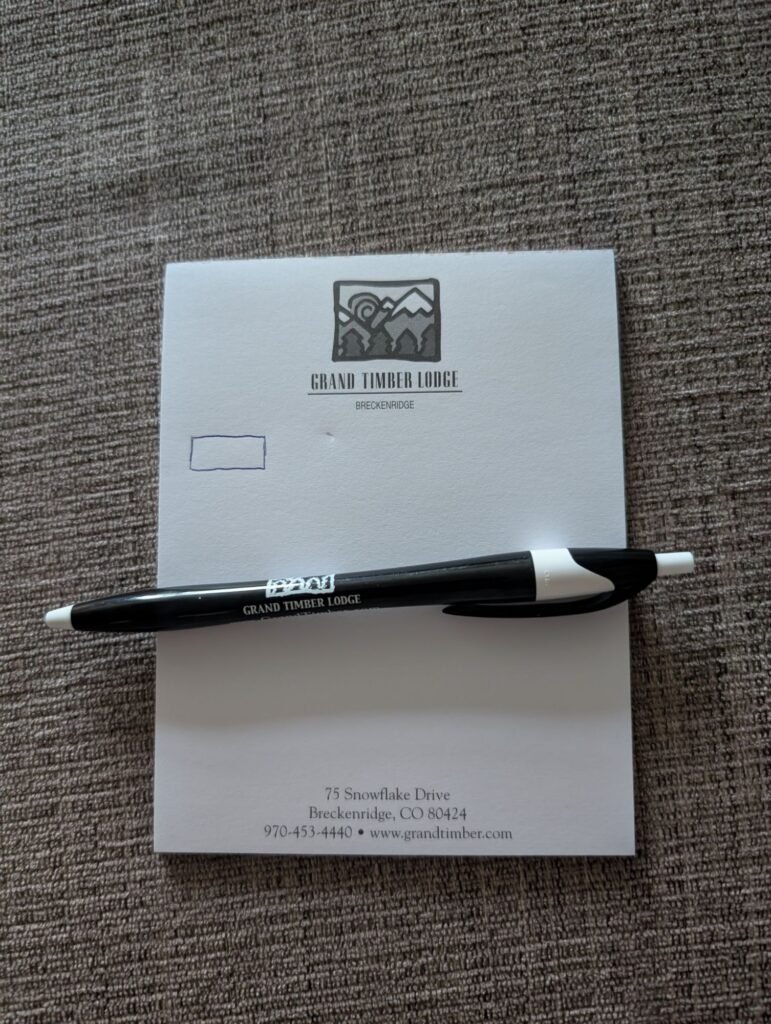 GRAND TIMBER LODGE
BRECKENRIDGE
GRAND TIMBER LODGE
75 Snowflake Drive
Breckenridge, CO 80424
970-453-4440 • www.grandtimber.com